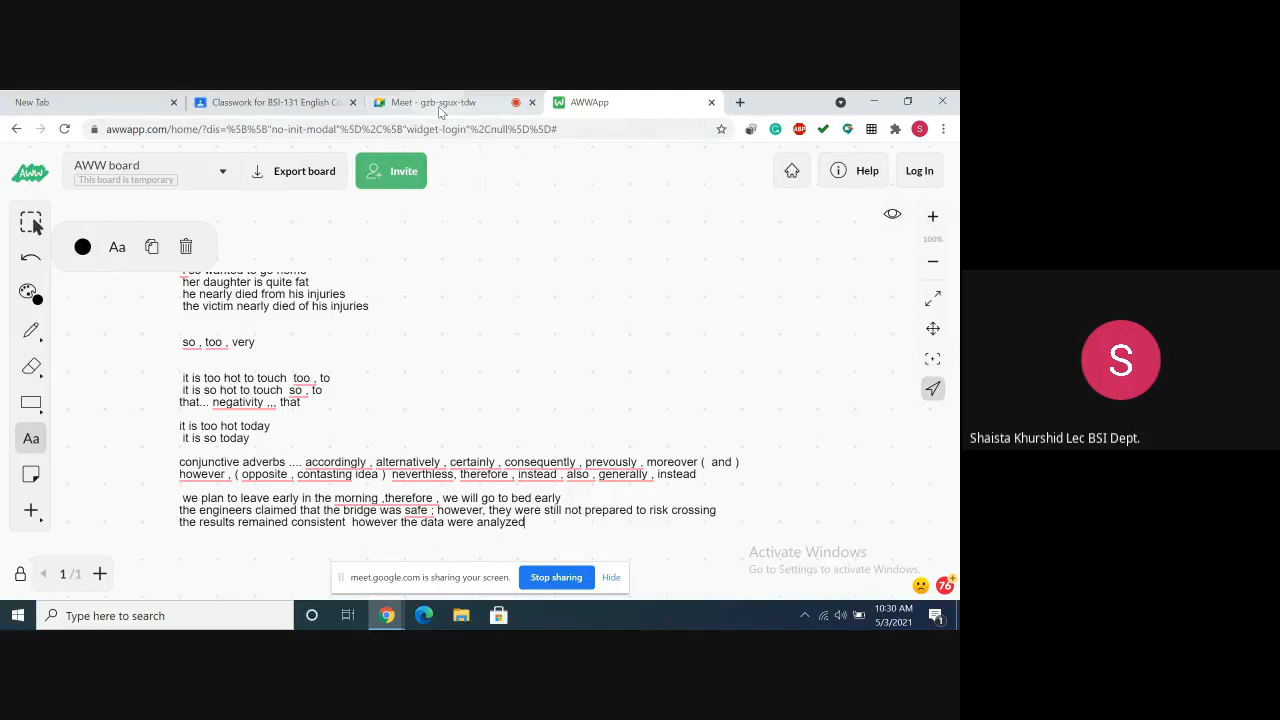 New Tab
Classwork for BSI-131 English Co
Meet - gzb-sgux-tdw
AWWApp
awwapp.com/home/?dis=%5B%5B"no-init-modal"%5D%2C%5B"widget-login"%2Cnull%5D%5D#
AWW
AWW board
This board is temporary
Export board
Invite
Help
Log In
100%
Aa
wanted to go home
her daughter is quite fat
he nearly died from his injuries
the victim nearly died of his injuries
so , too , very
it is too hot to touch too , to
it is so hot to touch so , to
that... negativity ,,, that
it is too hot today
it is so today
conjunctive adverbs .... accordingly , alternatively , certainly , consequently , prevously , moreover ( and )
however , ( opposite , contasting idea ) neverthless, therefore , instead , also , generally , instead
we plan to leave early in the morning ,therefore , we will go to bed early
the engineers claimed that the bridge was safe ; however, they were still not prepared to risk crossing
the results remained consistent however the data were analyzed
Aa
1 / 1
meet.google.com is sharing your screen.
Stop sharing
Hide
Activate Windows
Go to Settings to activate Windows.
76
Type here to search
10:30 AM
5/3/2021
1
S
S
Shaista Khurshid Lec BSI Dept.
ABP